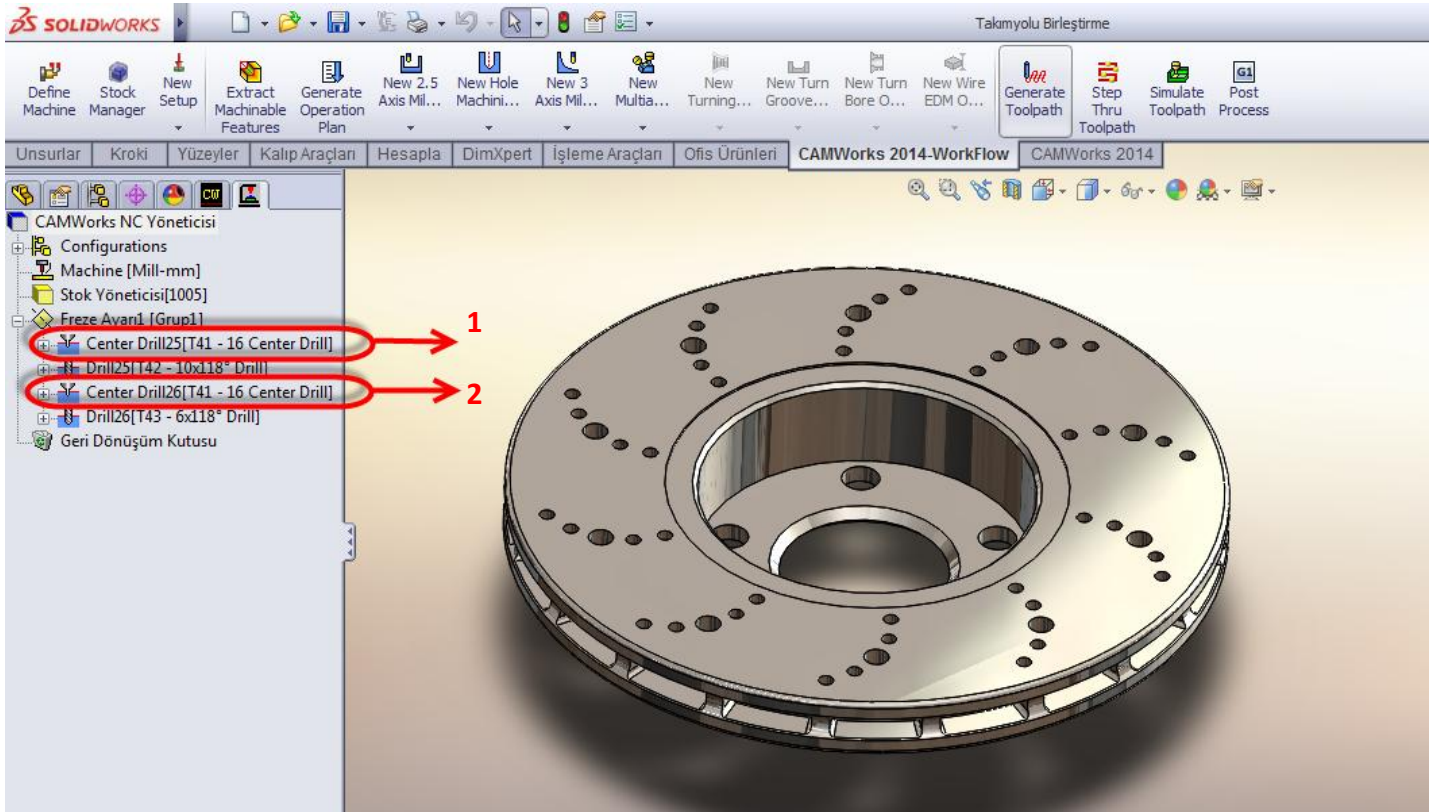 SOLIDWORKS
Takımyolu Birleştirme
Define Machine
Stock Manager
New Setup
Extract Machinable Features
Generate Operation Plan
New 2.5 Axis Mil...
New Hole Machini...
New 3 Axis Mil...
New Multia...
New Turning...
New Turn Groove...
New Turn Bore O...
New Wire EDM O...
Generate Toolpath
Step Thru Toolpath
Simulate Toolpath
G1
Post Process
Unsurlar Kroki Yüzeyler Kalıp Araçları Hesapla DimXpert İşleme Araçları Ofis Ürünleri CAMWorks 2014-WorkFlow CAMWorks 2014
CW
CAMWorks NC Yöneticisi
Configurations
Machine [Mill-mm]
Stok Yöneticisi[1005]
Freze Ayarı1 [Grup1]
Center Drill25[T41 - 16 Center Drill] 1
Drill25[T42 - 10x118° Drill]
Center Drill26[T41 - 16 Center Drill] 2
Drill26[T43 - 6x118° Drill]
Geri Dönüşüm Kutusu